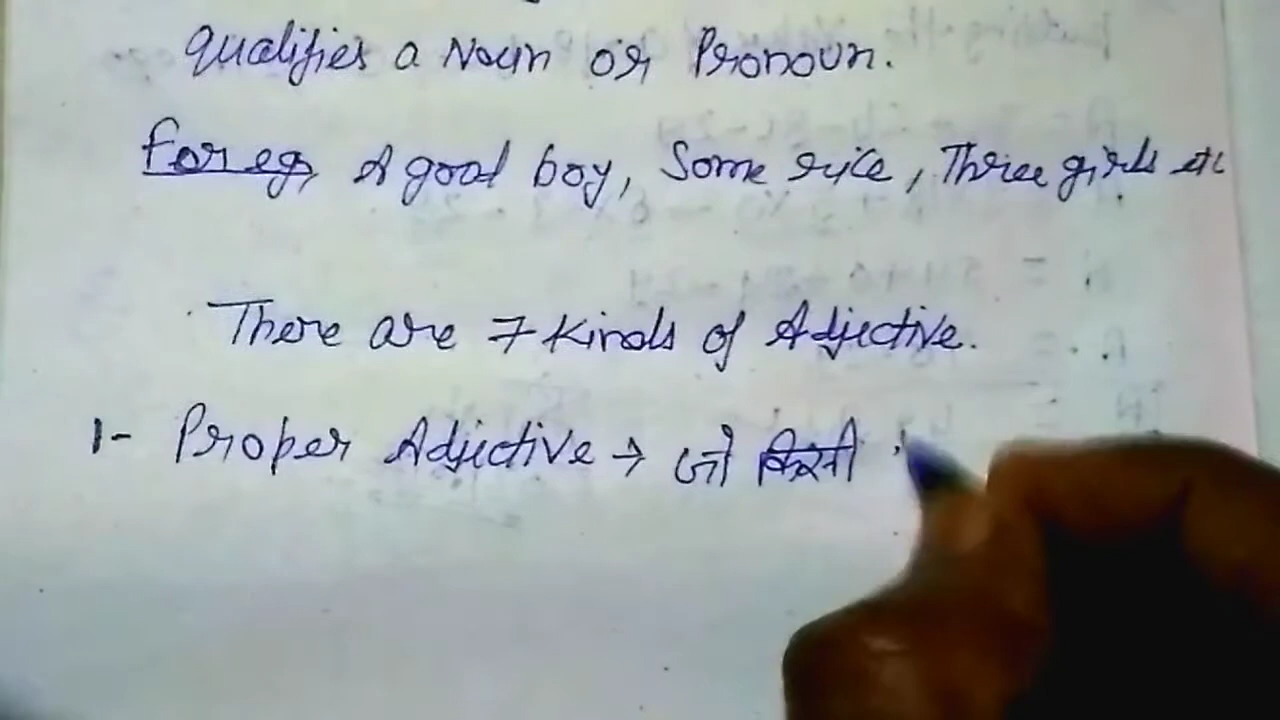 Qualifies a Noun or Pronoun.
For eg, A good boy, Some rice, Three girls etc
There are 7 Kinds of Adjective.
1- Proper Adjective → जो किसी